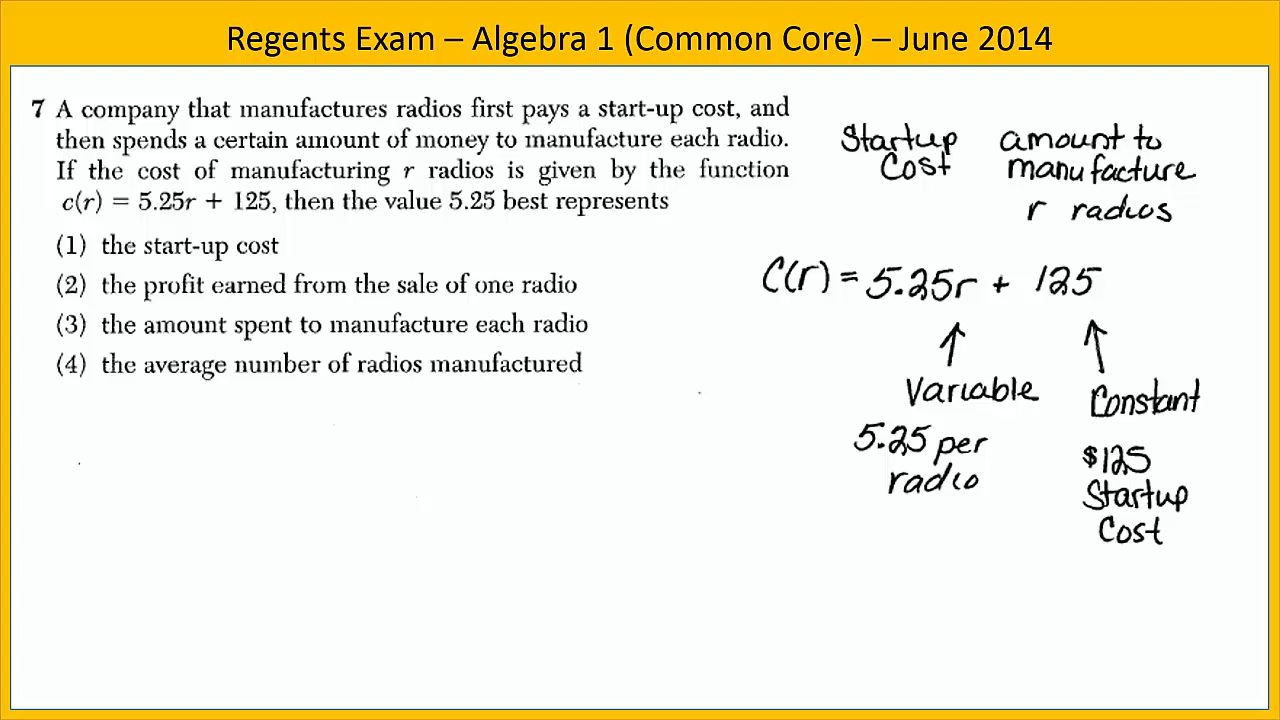 Regents Exam – Algebra 1 (Common Core) – June 2014
7 A company that manufactures radios first pays a start-up cost, and
then spends a certain amount of money to manufacture each radio.
If the cost of manufacturing r radios is given by the function
c(r) = 5.25r + 125, then the value 5.25 best represents
(1) the start-up cost
(2) the profit earned from the sale of one radio
(3) the amount spent to manufacture each radio
(4) the average number of radios manufactured
Startup
Cost
amount to
manufacture
r radios
C(r) = 5.25r + 125
Variable
5.25 per
radio
Constant
$125
Startup
Cost